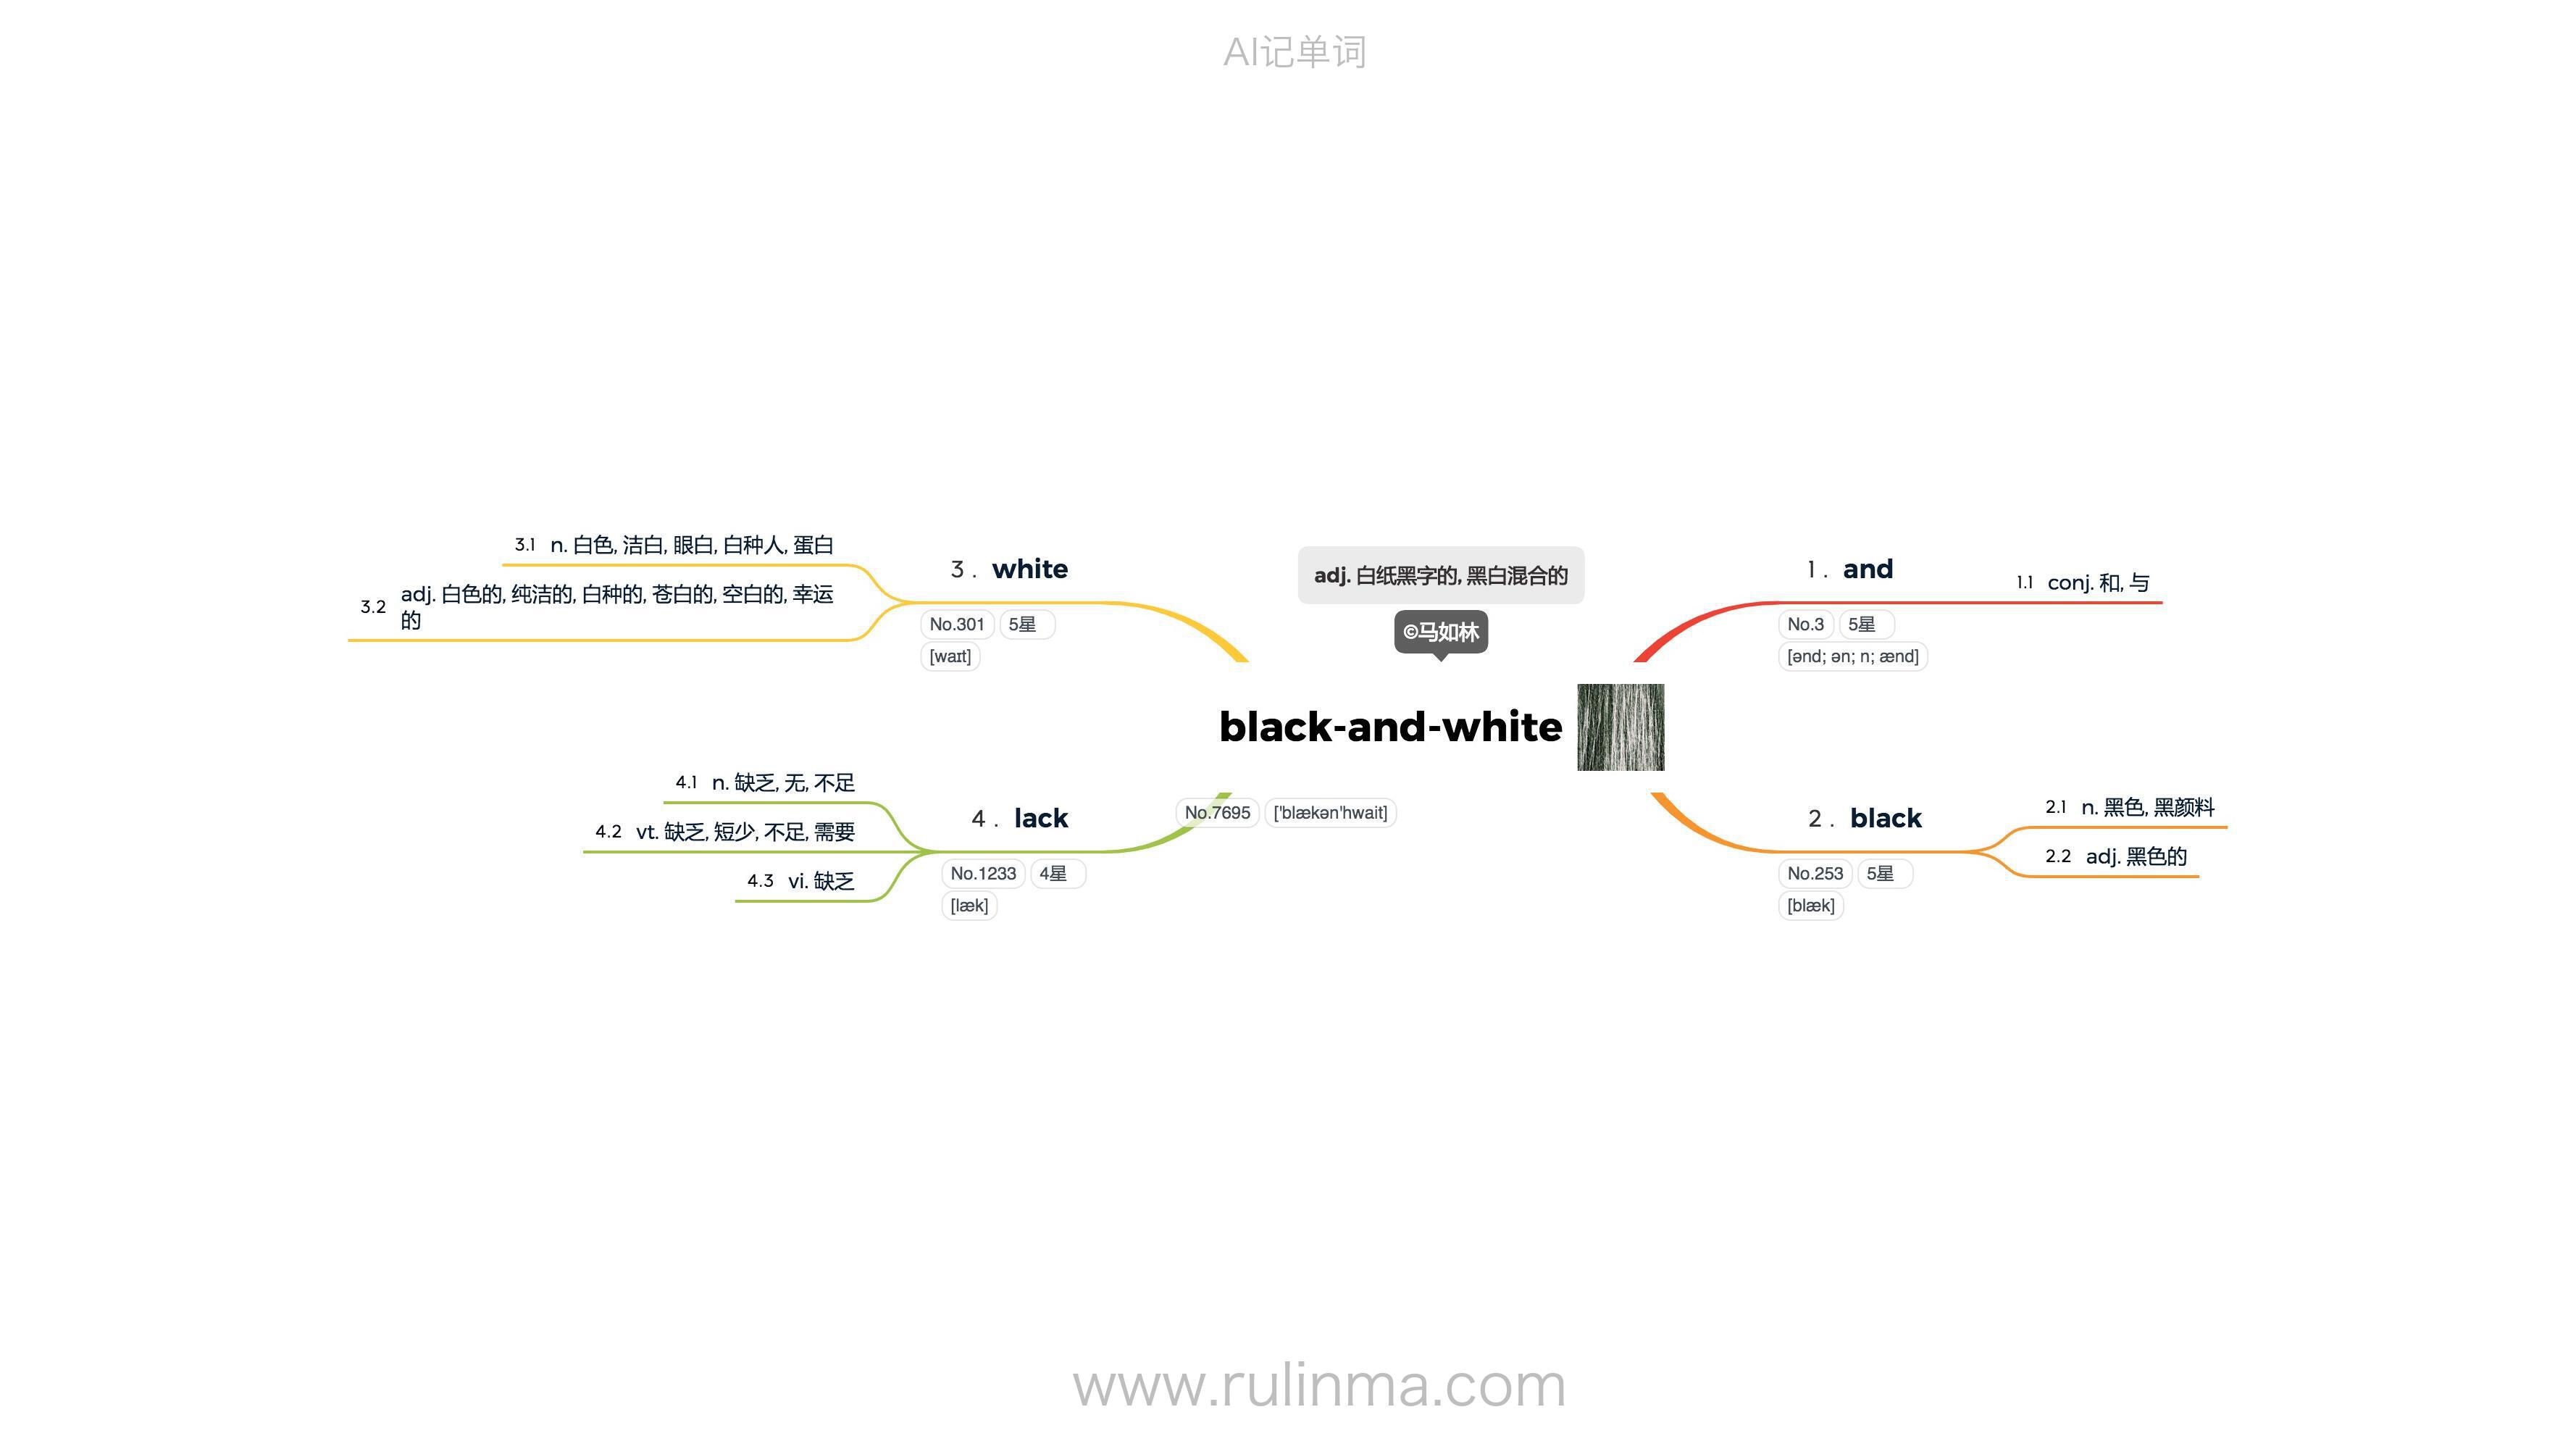 AI记单词
adj. 白纸黑字的, 黑白混合的
©马如林
black-and-white
No.7695 ['blækən'hwait]
1. and
No.3 5星
[ənd; ən; n; ænd]
1.1 conj. 和, 与
2. black
No.253 5星
[blæk]
2.1 n. 黑色, 黑颜料
2.2 adj. 黑色的
3. white
No.301 5星
[waɪt]
3.1 n. 白色, 洁白, 眼白, 白种人, 蛋白
3.2 adj. 白色的, 纯洁的, 白种的, 苍白的, 空白的, 幸运
的
4. lack
No.1233 4星
[læk]
4.1 n. 缺乏, 无, 不足
4.2 vt. 缺乏, 短少, 不足, 需要
4.3 vi. 缺乏
www.rulinma.com